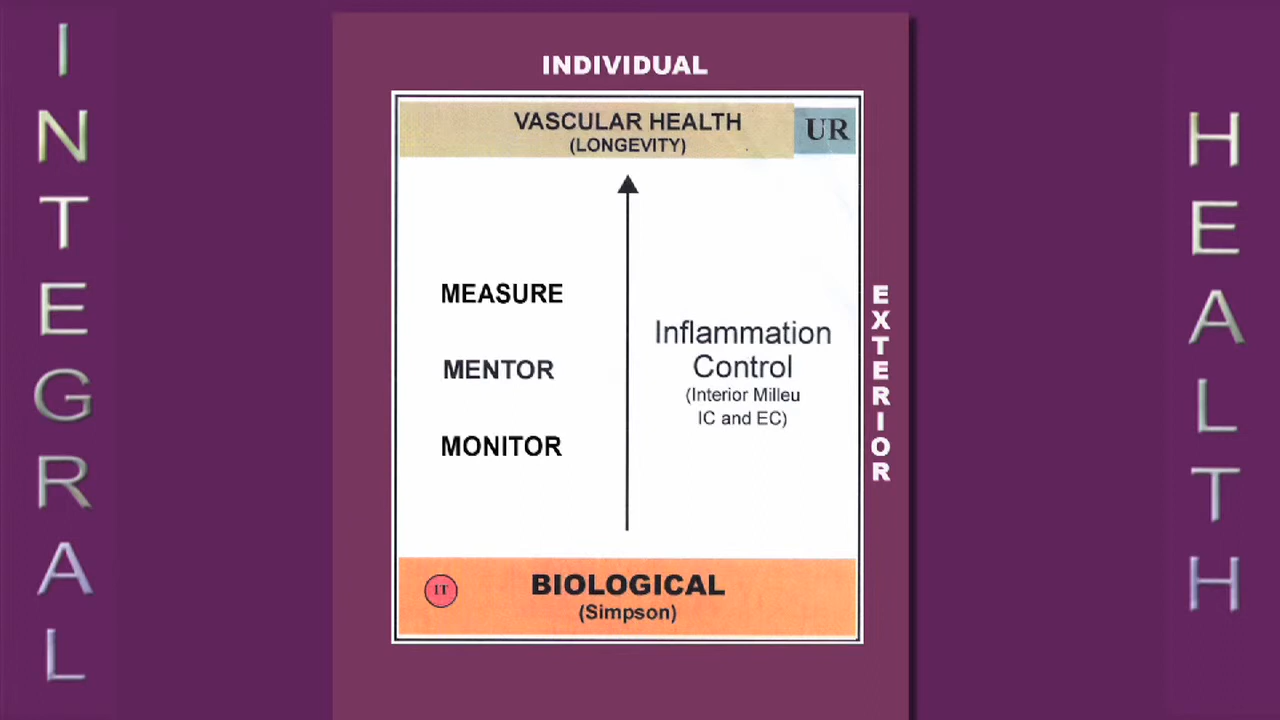 INTEGRAL
INDIVIDUAL
VASCULAR HEALTH
(LONGEVITY)
UR
MEASURE
MENTOR
MONITOR
Inflammation
Control
(Interior Milleu
IC and EC)
EXTERIOR
IT
BIOLOGICAL
(Simpson)
HEALTH